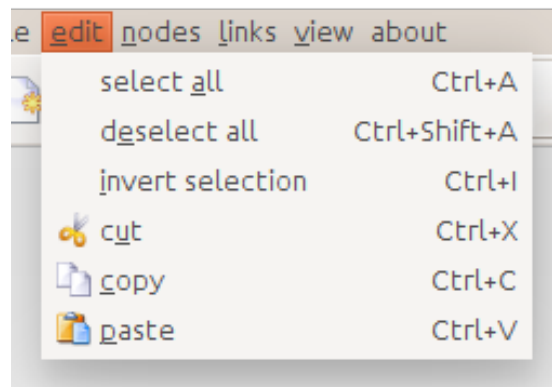 e edit nodes links view about
select all Ctrl+A
deselect all Ctrl+Shift+A
invert selection Ctrl+I
cut Ctrl+X
copy Ctrl+C
paste Ctrl+V